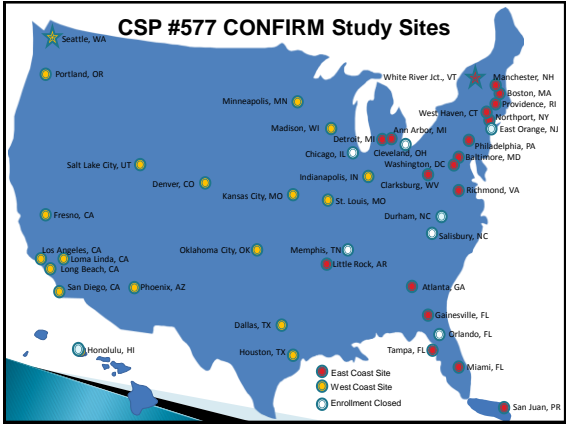 CSP #577 CONFIRM Study Sites
Seattle, WA
Portland, OR
White River Jct., VT
Manchester, NH
Boston, MA
Minneapolis, MN
Providence, RI
West Haven, CT
Northport, NY
Madison, WI
East Orange, NJ
Ann Arbor, MI
Detroit, MI
Philadelphia, PA
Chicago, IL
Cleveland, OH
Baltimore, MD
Washington, DC
Salt Lake City, UT
Indianapolis, IN
Denver, CO
Clarksburg, WV
Richmond, VA
Kansas City, MO
St. Louis, MO
Fresno, CA
Durham, NC
Salisbury, NC
Los Angeles, CA
Oklahoma City, OK
Memphis, TN
Loma Linda, CA
Little Rock, AR
Long Beach, CA
San Diego, CA
Phoenix, AZ
Atlanta, GA
Gainesville, FL
Dallas, TX
Orlando, FL
Honolulu, HI
Houston, TX
Tampa, FL
Miami, FL
East Coast Site
West Coast Site
Enrollment Closed
San Juan, PR